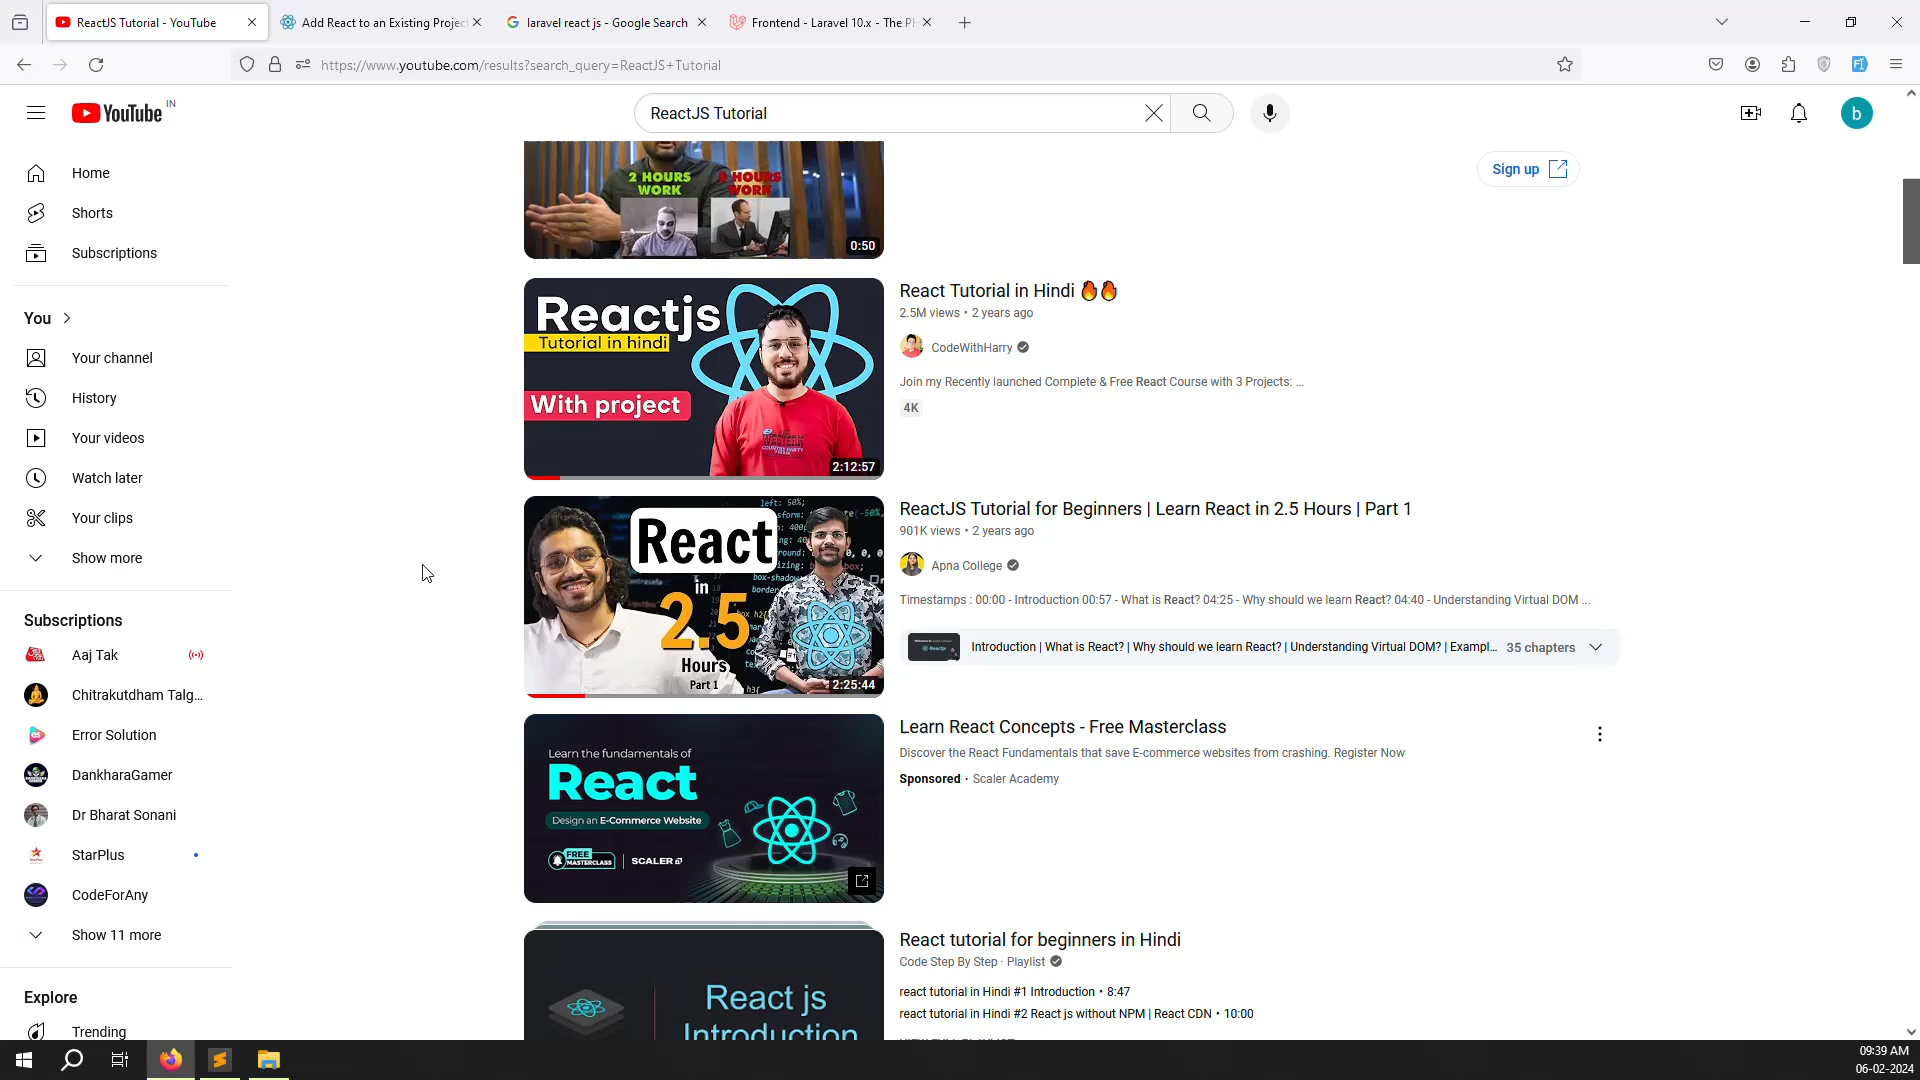 ReactJS Tutorial - YouTube
Add React to an Existing Projec
laravel react js - Google Search
Frontend - Laravel 10.x - The PH
https://www.youtube.com/results?search_query=ReactJS+Tutorial
YouTube IN
ReactJS Tutorial
b
Home
Shorts
Subscriptions
You
Your channel
History
Your videos
Watch later
Your clips
Show more
Subscriptions
Aaj Tak
Chitrakutdham Talg...
Error Solution
DankharaGamer
Dr Bharat Sonani
StarPlus
CodeForAny
Show 11 more
Explore
Trending
2 HOURS
WORK
WORK
0:50
Sign up
Reactjs
Tutorial in hindi
With project
2:12:57
React Tutorial in Hindi 🔥🔥
2.5M views • 2 years ago
CodeWithHarry
Join my Recently launched Complete & Free React Course with 3 Projects: ...
4K
React
in
2.5
Hours
Part 1
2:25:44
ReactJS Tutorial for Beginners | Learn React in 2.5 Hours | Part 1
901K views • 2 years ago
Apna College
Timestamps : 00:00 - Introduction 00:57 - What is React? 04:25 - Why should we learn React? 04:40 - Understanding Virtual DOM ...
Introduction | What is React? | Why should we learn React? | Understanding Virtual DOM? | Exampl...
35 chapters
Learn the fundamentals of
React
Design an E-Commerce Website
FREE
MASTERCLASS
SCALER
Learn React Concepts - Free Masterclass
Discover the React Fundamentals that save E-commerce websites from crashing. Register Now
Sponsored · Scaler Academy
React js
Introduction
React tutorial for beginners in Hindi
Code Step By Step · Playlist
react tutorial in Hindi #1 Introduction • 8:47
react tutorial in Hindi #2 React js without NPM | React CDN • 10:00
09:39 AM
06-02-2024